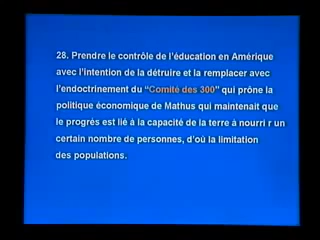 28. Prendre le contrôle de l'éducation en Amérique
avec l'intention de la détruire et la remplacer avec
l'endoctrinement du “Comité des 300” qui prône la
politique économique de Mathus qui maintenait que
le progrès est lié à la capacité de la terre à nourri r un
certain nombre de personnes, d'où la limitation
des populations.